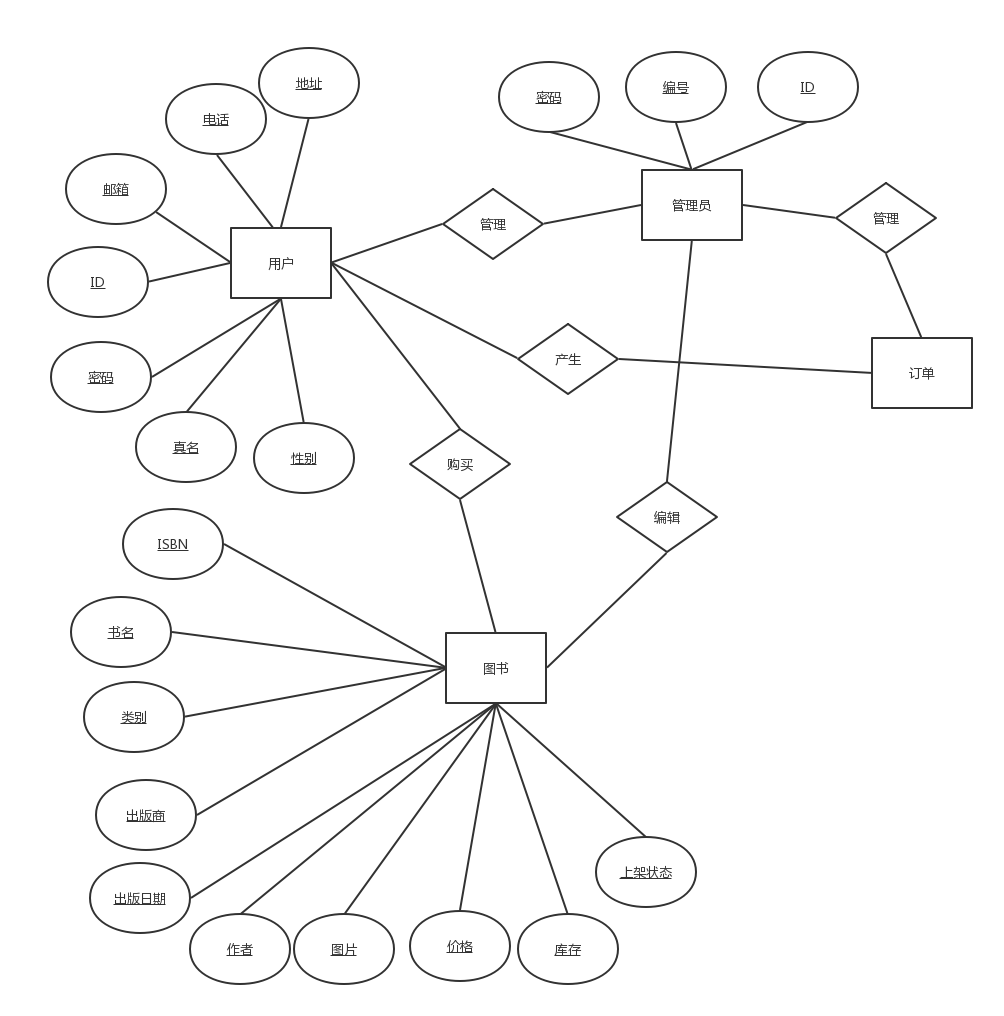 地址
密码
编号
ID
电话
邮箱
管理员
管理
管理
用户
ID
产生
订单
密码
真名
性别
购买
编辑
ISBN
书名
图书
类别
出版商
上架状态
出版日期
作者
图片
价格
库存